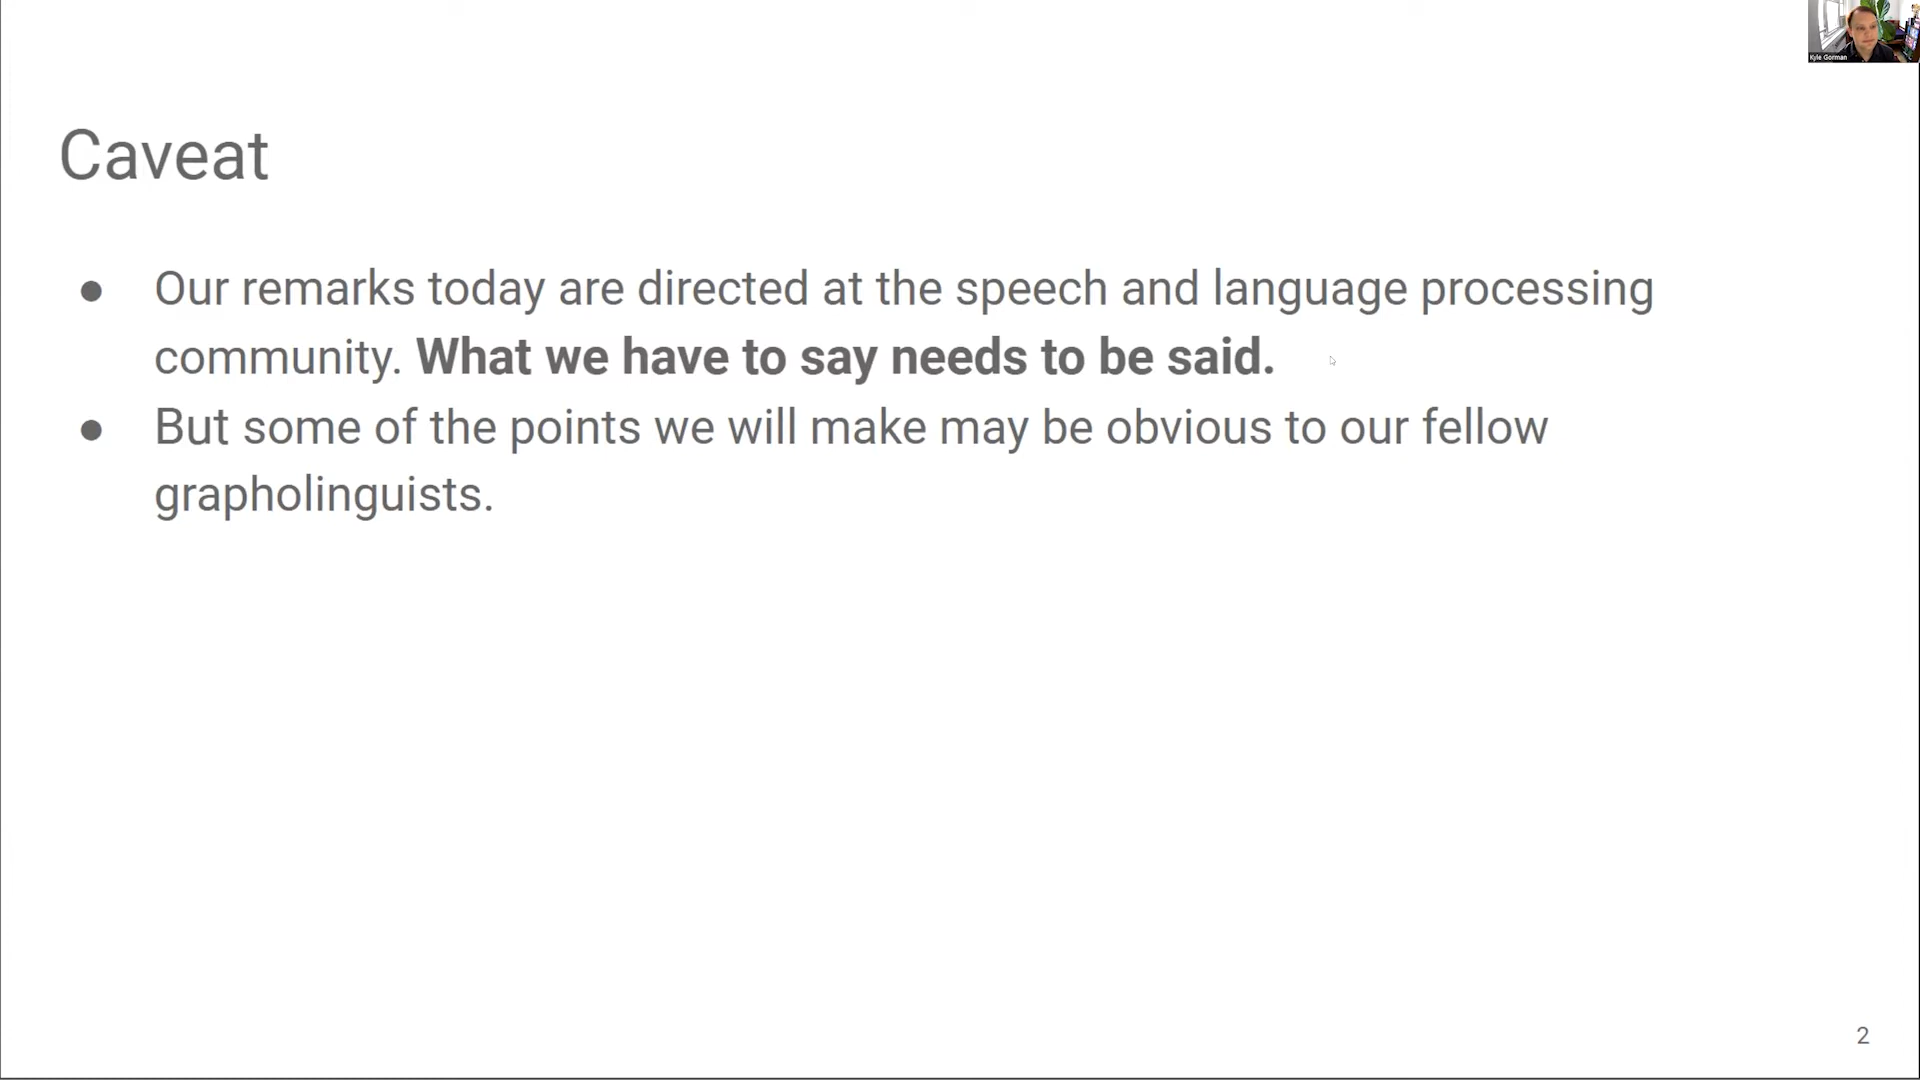 Kyle Gorman
Caveat
● Our remarks today are directed at the speech and language processing
community. What we have to say needs to be said.
● But some of the points we will make may be obvious to our fellow
grapholinguists.
2